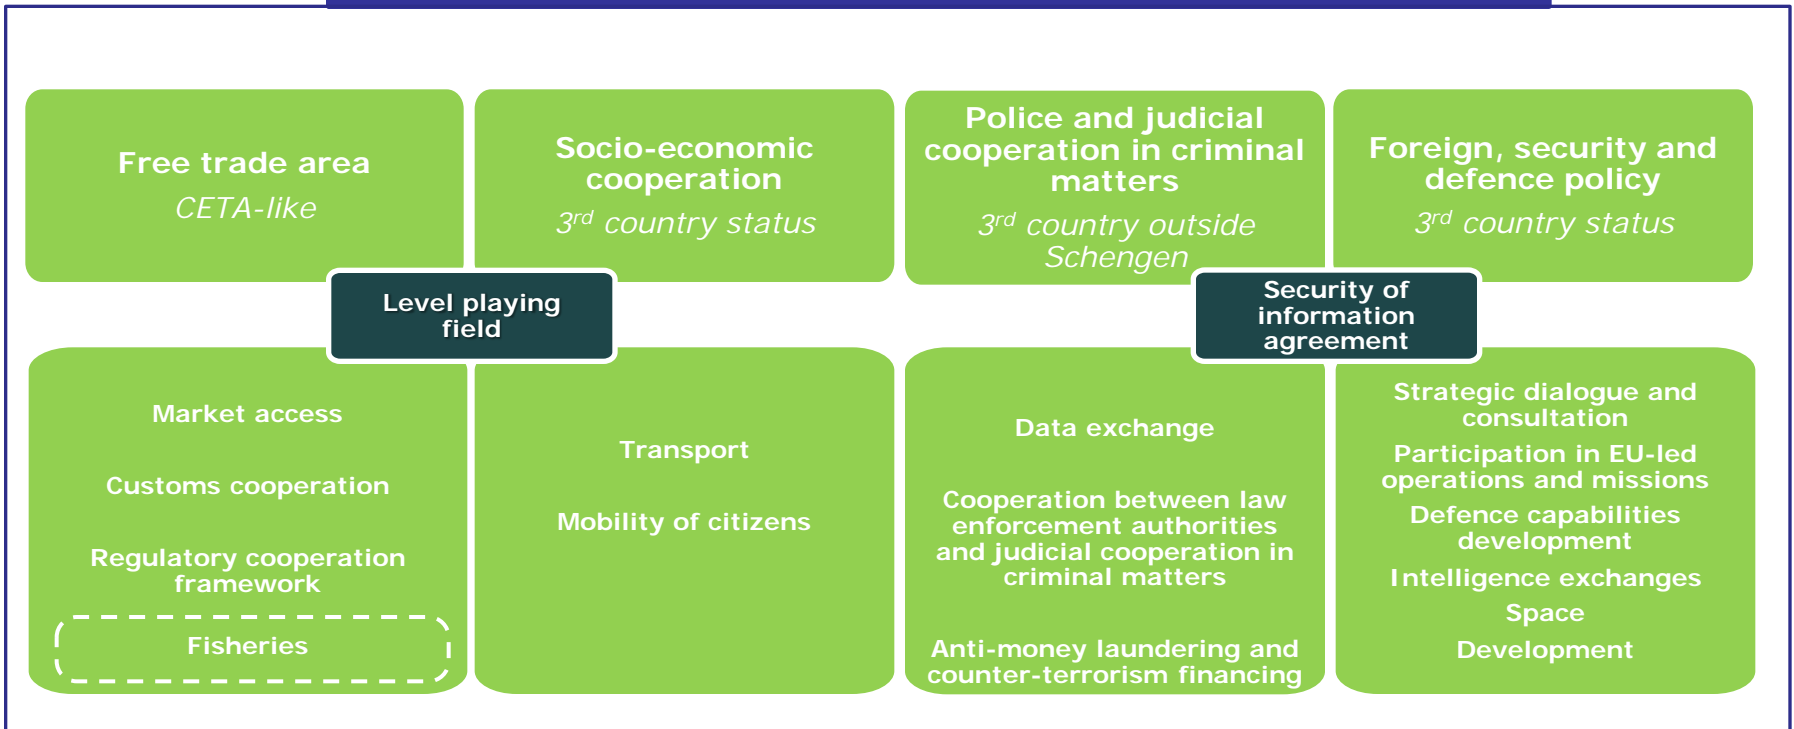 Free trade area
CETA-like
Socio-economic
cooperation
3rd country status
Police and judicial
cooperation in criminal
matters
3rd country outside
Schengen
Foreign, security and
defence policy
3rd country status
Level playing
field
Security of
information
agreement
Market access
Customs cooperation
Regulatory cooperation
framework
Fisheries
Transport
Mobility of citizens
Data exchange
Cooperation between law
enforcement authorities
and judicial cooperation in
criminal matters
Anti-money laundering and
counter-terrorism financing
Strategic dialogue and
consultation
Participation in EU-led
operations and missions
Defence capabilities
development
Intelligence exchanges
Space
Development